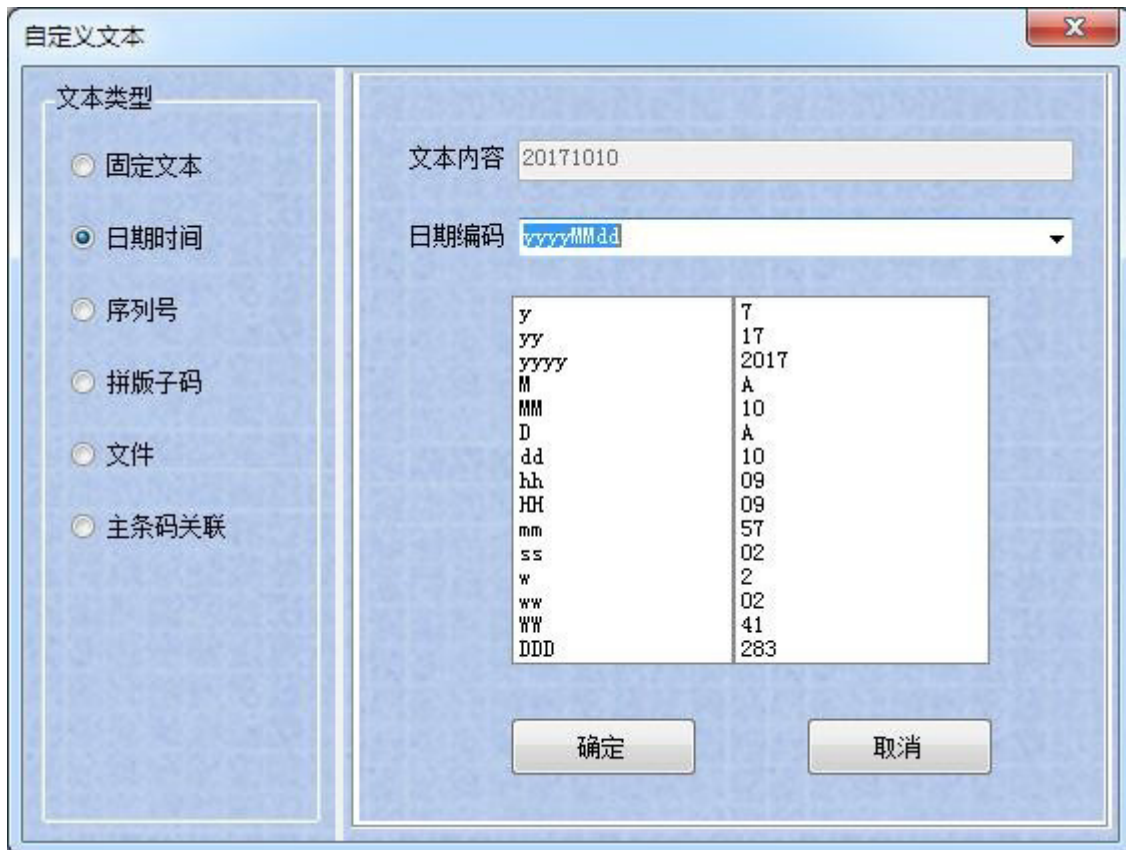 自定义文本
文本类型
固定文本
日期时间
序列号
拼版子码
文件
主条码关联
文本内容 20171010
日期编码 yyyyMMdd
y 7
yy 17
yyyy 2017
M A
MM 10
D A
dd 10
hh 09
HH 09
mm 57
ss 02
w 2
ww 02
WW 41
DDD 283
确定 取消